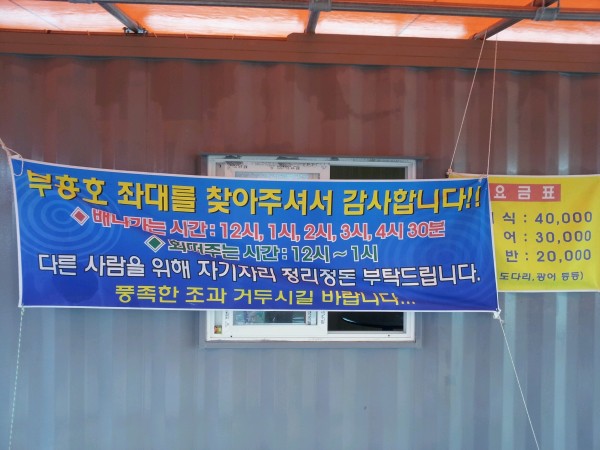 부흥호 좌대를 찾아주셔서 감사합니다!!
배나가는 시간 : 12시, 1시, 2시, 3시, 4시 30분
회떠주는 시간 : 12시 ~ 1시
다른 사람을 위해 자기자리 정리정돈 부탁드립니다.
풍족한 조과 거두시길 바랍니다...
요금표
식 : 40,000
어 : 30,000
반 : 20,000
도다리, 광어 등등)